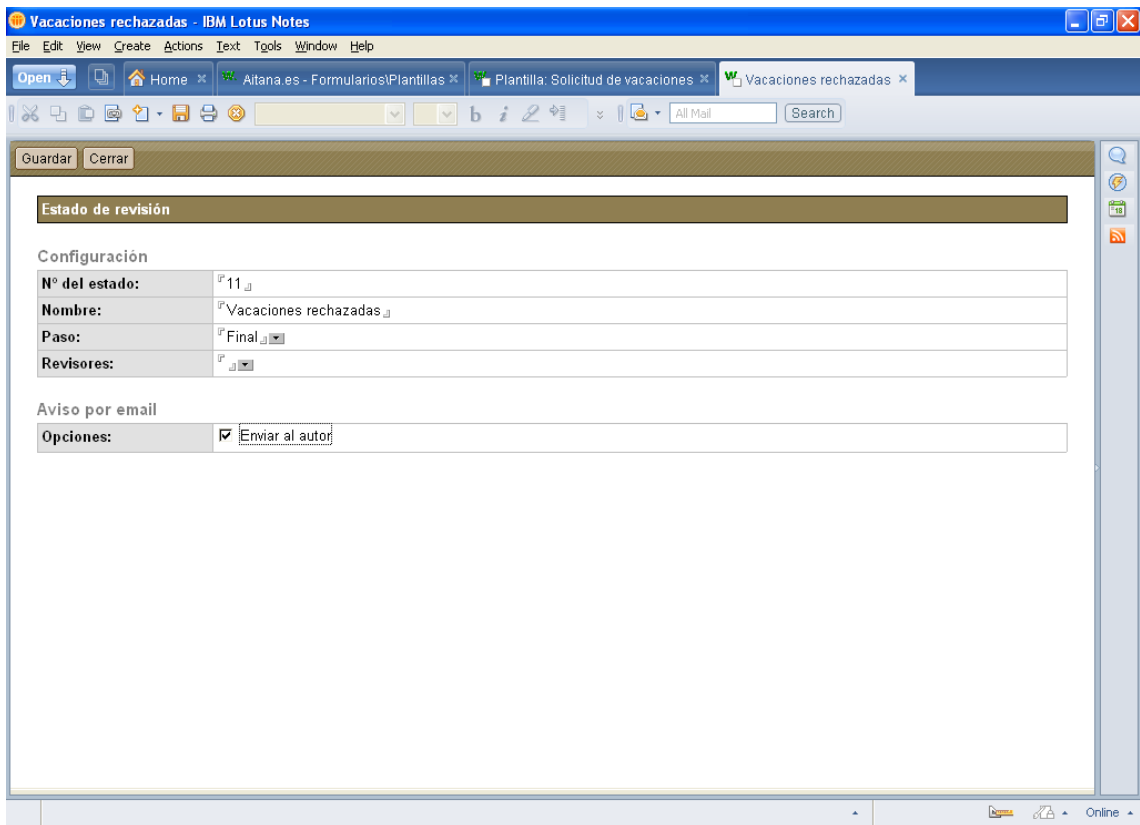 Vacaciones rechazadas - IBM Lotus Notes
File Edit View Create Actions Text Tools Window Help
Open Home Aitana.es - Formularios\Plantillas Plantilla: Solicitud de vacaciones Vacaciones rechazadas
b i All Mail Search
Guardar Cerrar
18
Estado de revisión
Configuración
Nº del estado: 11
Nombre: Vacaciones rechazadas
Paso: Final
Revisores:
Aviso por email
Opciones: Enviar al autor
Online